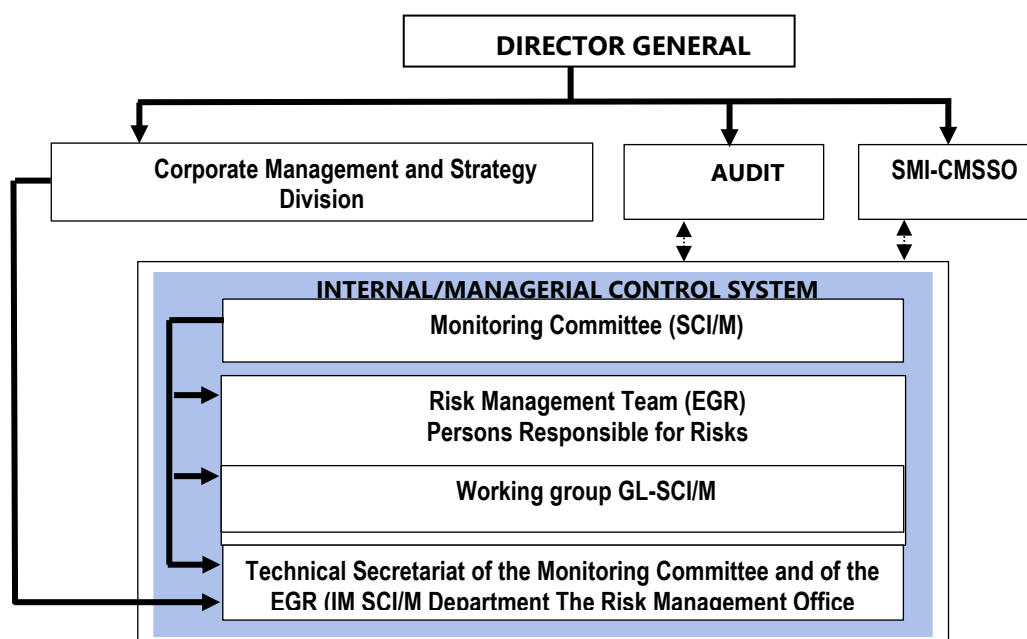 DIRECTOR GENERAL
Corporate Management and Strategy
Division
AUDIT
SMI-CMSSO
INTERNAL/MANAGERIAL CONTROL SYSTEM
Monitoring Committee (SCI/M)
Risk Management Team (EGR)
Persons Responsible for Risks
Working group GL-SCI/M
Technical Secretariat of the Monitoring Committee and of the
EGR (IM SCI/M Department The Risk Management Office